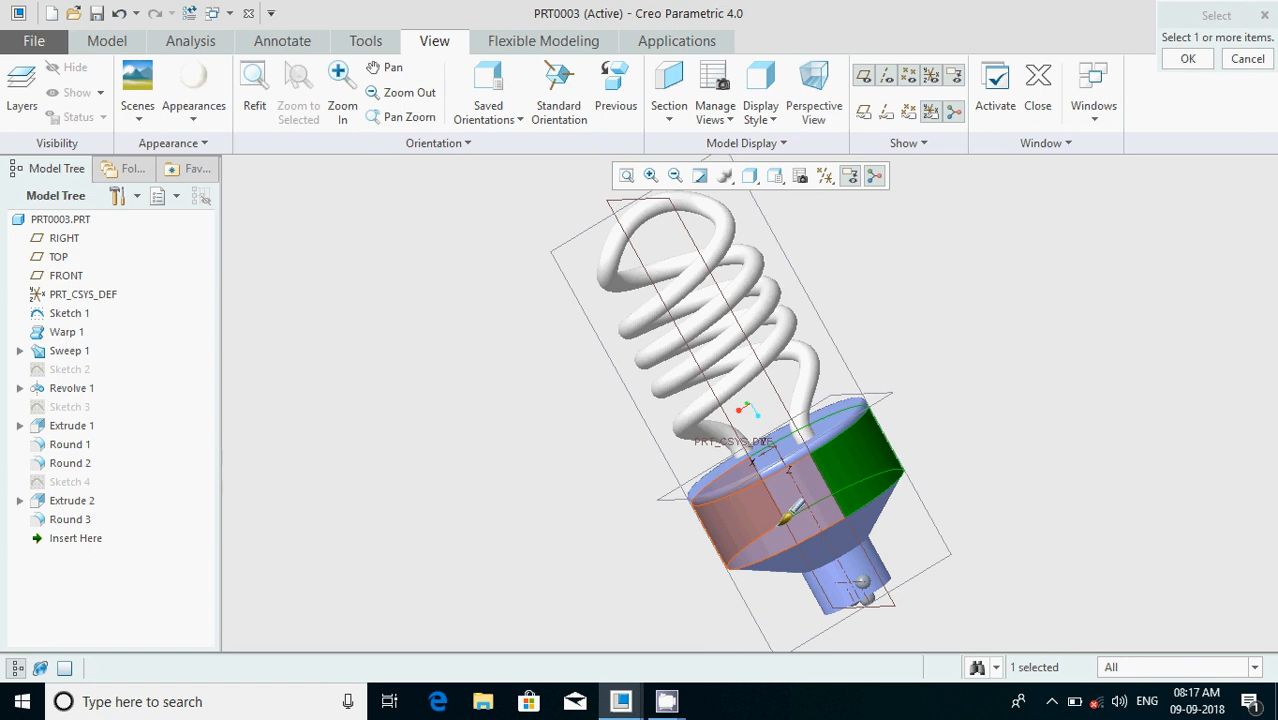 PRT0003 (Active) - Creo Parametric 4.0
Select
Select 1 or more items.
OK
Cancel
File
Model
Analysis
Annotate
Tools
View
Flexible Modeling
Applications
Layers
Hide
Show
Status
Visibility
Scenes
Appearances
Appearance
Refit
Zoom to Selected
Zoom In
Pan
Zoom Out
Pan Zoom
Saved Orientations
Standard Orientation
Previous
Orientation
Section
Manage Views
Display Style
Perspective View
Model Display
Show
Activate
Close
Windows
Window
Model Tree
Fol...
Fav...
Model Tree
PRT0003.PRT
RIGHT
TOP
FRONT
PRT_CSYS_DEF
Sketch 1
Warp 1
Sweep 1
Sketch 2
Revolve 1
Sketch 3
Extrude 1
Round 1
Round 2
Sketch 4
Extrude 2
Round 3
Insert Here
PRT_CSYS_DEF
X
Z
1 selected
All
Type here to search
ENG
08:17 AM
09-09-2018
1